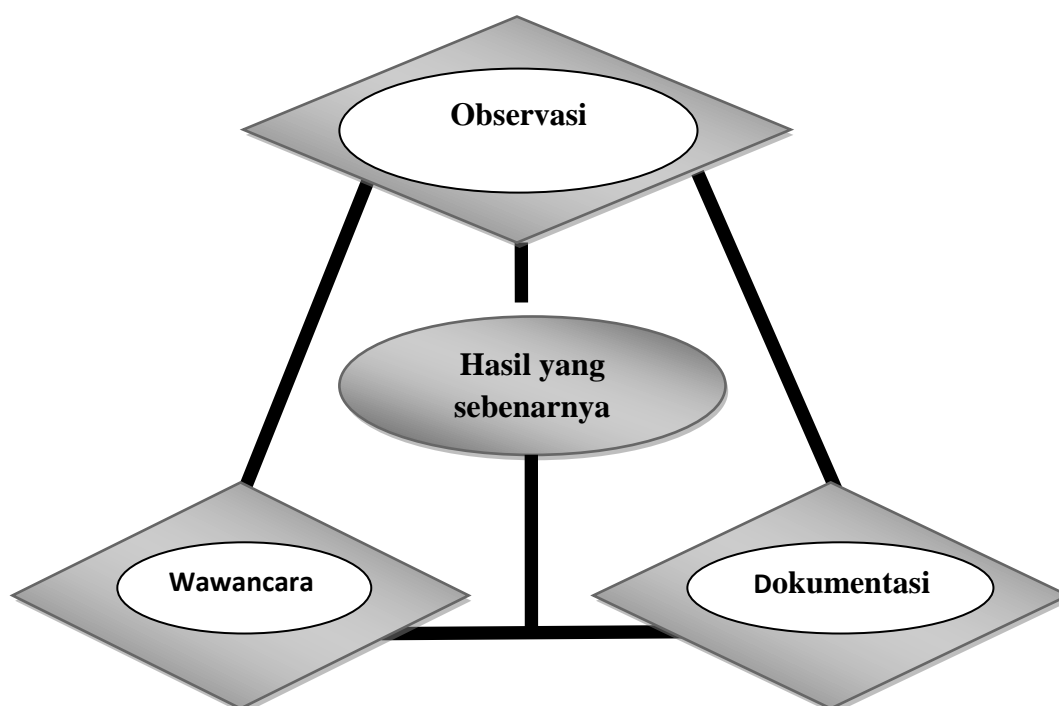 Observasi
Hasil yang
sebenarnya
Wawancara
Dokumentasi